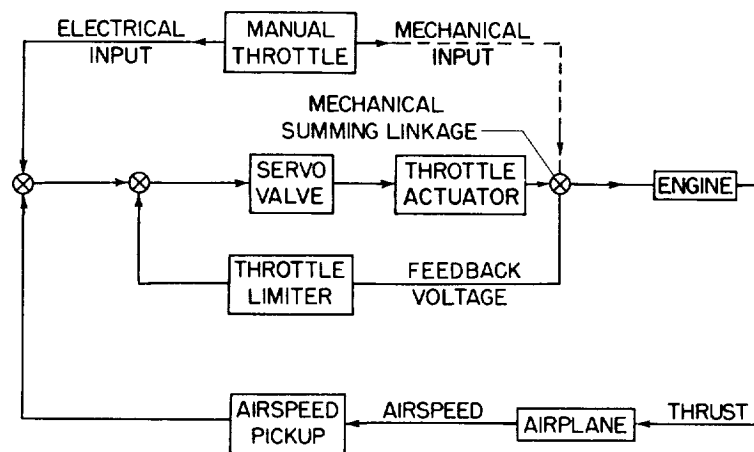 ELECTRICAL
INPUT
MANUAL
THROTTLE
MECHANICAL
INPUT
MECHANICAL
SUMMING LINKAGE
SERVO
VALVE
THROTTLE
ACTUATOR
ENGINE
THROTTLE
LIMITER
FEEDBACK
VOLTAGE
AIRSPEED
PICKUP
AIRSPEED
AIRPLANE
THRUST